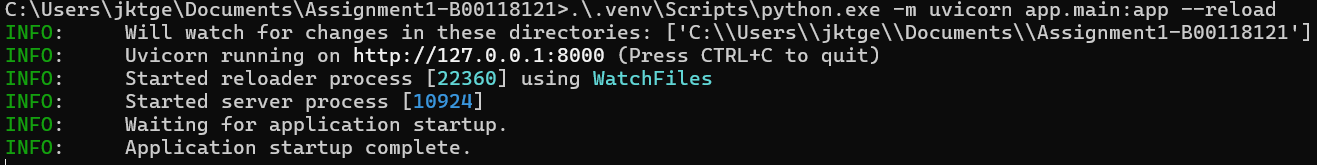 C:\Users\jktge\Documents\Assignment1-B00118121>.\.venv\Scripts\python.exe -m uvicorn app.main:app --reload
INFO:     Will watch for changes in these directories: ['C:\\Users\\jktge\\Documents\\Assignment1-B00118121']
INFO:     Uvicorn running on http://127.0.0.1:8000 (Press CTRL+C to quit)
INFO:     Started reloader process [22360] using WatchFiles
INFO:     Started server process [10924]
INFO:     Waiting for application startup.
INFO:     Application startup complete.